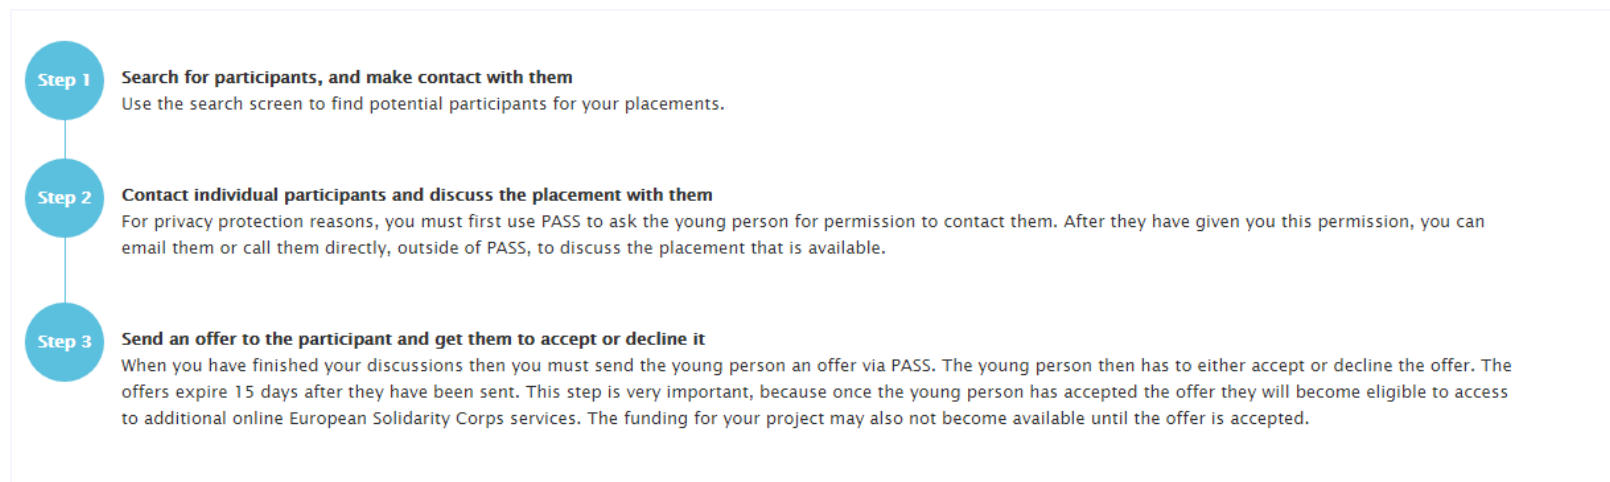 Step 1
Search for participants, and make contact with them
Use the search screen to find potential participants for your placements.
Step 2
Contact individual participants and discuss the placement with them
For privacy protection reasons, you must first use PASS to ask the young person for permission to contact them. After they have given you this permission, you can
email them or call them directly, outside of PASS, to discuss the placement that is available.
Step 3
Send an offer to the participant and get them to accept or decline it
When you have finished your discussions then you must send the young person an offer via PASS. The young person then has to either accept or decline the offer. The
offers expire 15 days after they have been sent. This step is very important, because once the young person has accepted the offer they will become eligible to access
to additional online European Solidarity Corps services. The funding for your project may also not become available until the offer is accepted.